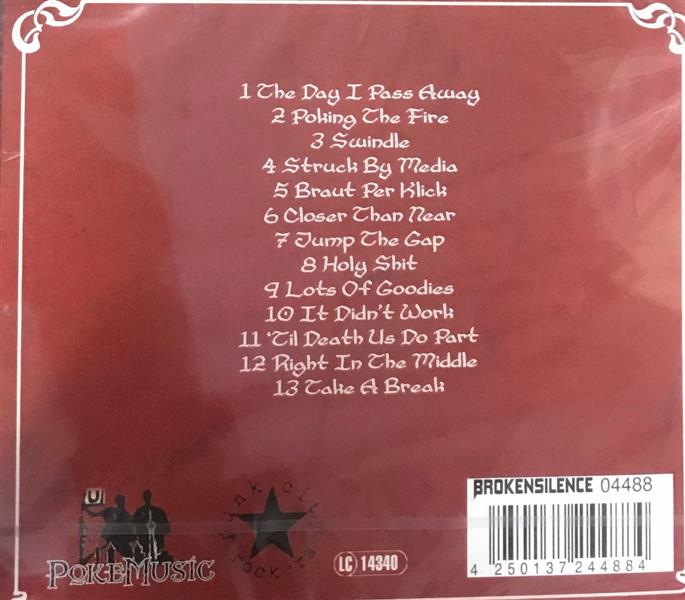 1 The Day I Pass Away
2 Poking The Fire
3 Swindle
4 Struck By Media
5 Braut Per Klick
6 Closer Than Near
7 Jump The Gap
8 Holy Shit
9 Lots Of Goodies
10 It Didn't Work
11 'Til Death Us Do Part
12 Right In The Middle
13 Take A Break
U
POKEMUSIC
punk city rockers
LC 14340
BROKENSILENCE 04488
4 250137 244884